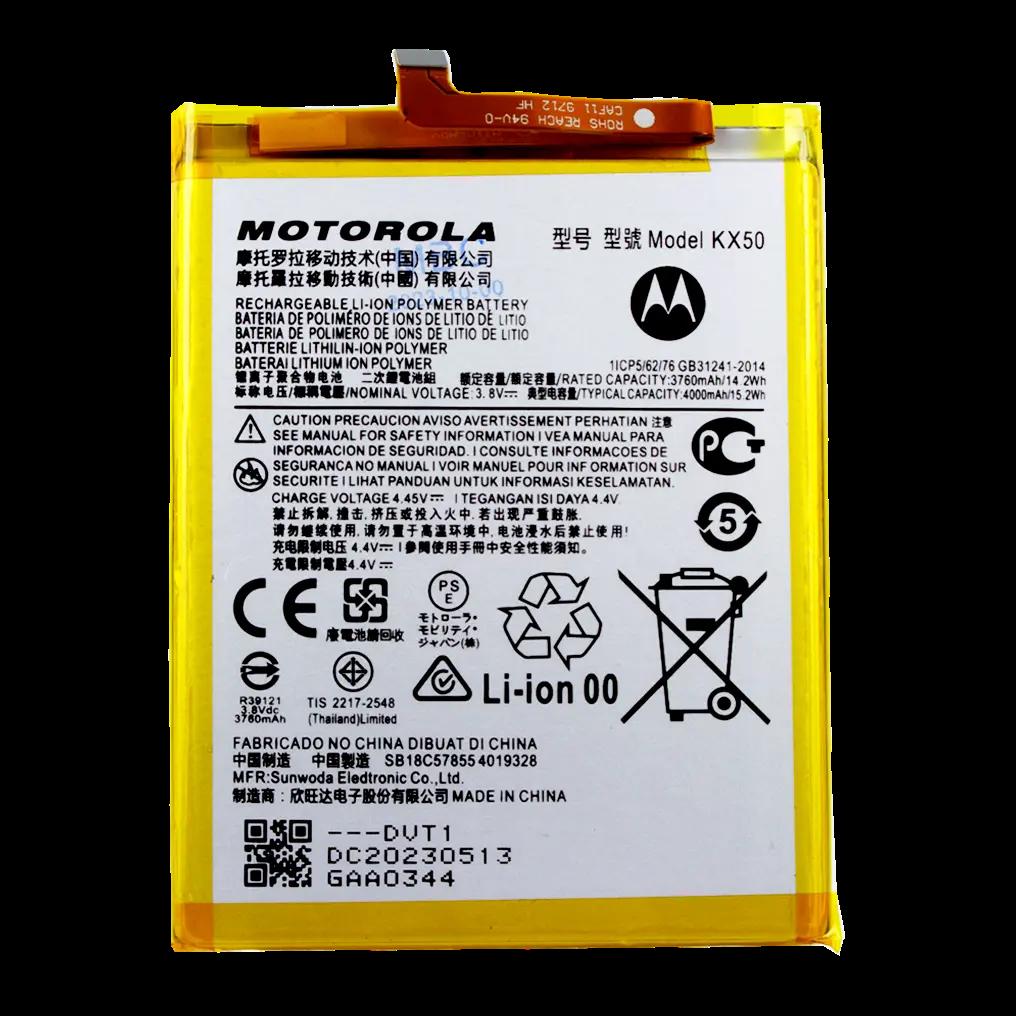 ROHS REACH 94V-0
CAF11 9712 HF
MOTOROLA
型号 型號 Model KX50
摩托罗拉移动技术(中国)有限公司
摩托羅拉移動技術(中國)有限公司
RECHARGEABLE LI-ION POLYMER BATTERY
BATERIA DE POLIMÉRO DE IONS DE LITIO DE LITIO
BATERIA DE POLIMERO DE IONS DE LITIO DE LITIO
BATTERIE LITHILIN-ION POLYMER
BATERAI LITHIUM ION POLYMER
1ICP5/62/76 GB31241-2014
锂离子聚合物电池 二次鋰電池組 额定容量/額定容量/RATED CAPACITY:3760mAh/14.2Wh
标称电压/標稱電壓/NOMINAL VOLTAGE:3.8V⎓ 典型电容量/TYPICAL CAPACITY:4000mAh/15.2Wh
CAUTION PRECAUCION AVISO AVERTISSEMENT PERHATIAN 注意
SEE MANUAL FOR SAFETY INFORMATION I VEA MANUAL PARA
INFORMACION DE SEGURIDAD. I CONSULTE INFORMACOES DE
SEGURANCA NO MANUAL I VOIR MANUEL POUR INFORMATION SUR
SECURITE I LIHAT PANDUAN UNTUK INFORMASI KESELAMATAN.
CHARGE VOLTAGE 4.45V⎓ I TEGANGAN ISI DAYA 4.4V.
禁止拆解,撞击,挤压或投入火中.若出现严重鼓胀,
请勿继续使用,请勿置于高温环境中,电池浸水后禁止使用!
充电限制电压 4.4V⎓ I參閱使用手冊中安全性能須知。
充電限制電壓4.4V⎓
5
CE
PS
E
廢電池請回收
モトローラ・
モビリティ・
ジャパン(株)
R39121
3.8Vdc
3760mAh
TIS 2217-2548
(Thailand)Limited
Li-ion 00
FABRICADO NO CHINA DIBUAT DI CHINA
中国制造 中國製造 SB18C57855 4019328
MFR:Sunwoda Eledtronic Co.,Ltd.
制造商：欣旺达电子股份有限公司 MADE IN CHINA
---DVT1
DC20230513
GAA0344